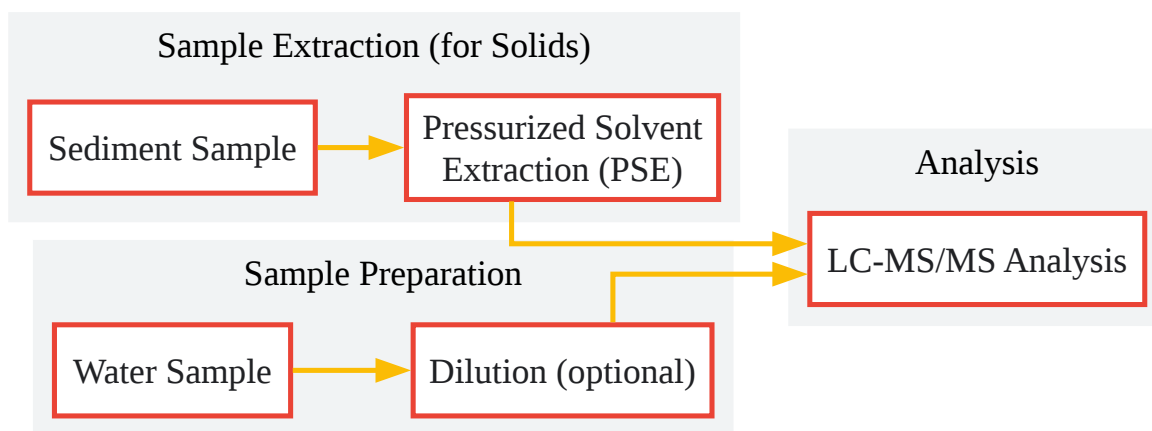 Sample Extraction (for Solids)
Sediment Sample
Pressurized Solvent
Extraction (PSE)
Sample Preparation
Water Sample
Dilution (optional)
Analysis
LC-MS/MS Analysis